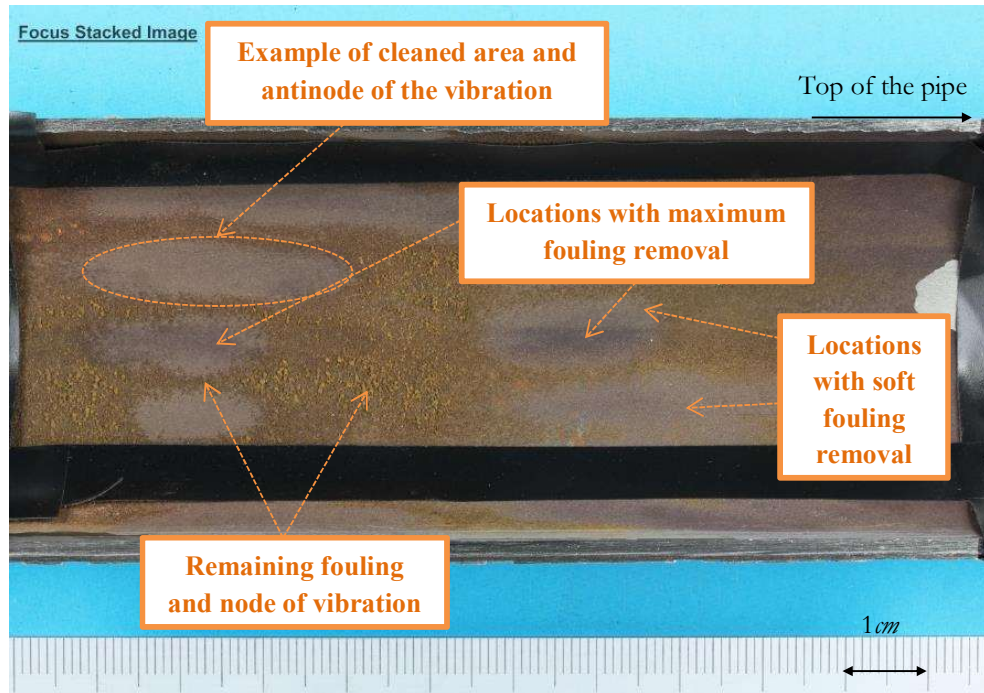 Focus Stacked Image
Example of cleaned area and
antinode of the vibration
Top of the pipe
Locations with maximum
fouling removal
Locations
with soft
fouling
removal
Remaining fouling
and node of vibration
1cm